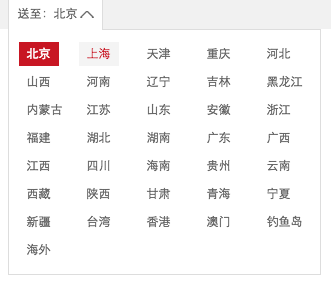 送至：北京
北京 上海 天津 重庆 河北
山西 河南 辽宁 吉林 黑龙江
内蒙古 江苏 山东 安徽 浙江
福建 湖北 湖南 广东 广西
江西 四川 海南 贵州 云南
西藏 陕西 甘肃 青海 宁夏
新疆 台湾 香港 澳门 钓鱼岛
海外